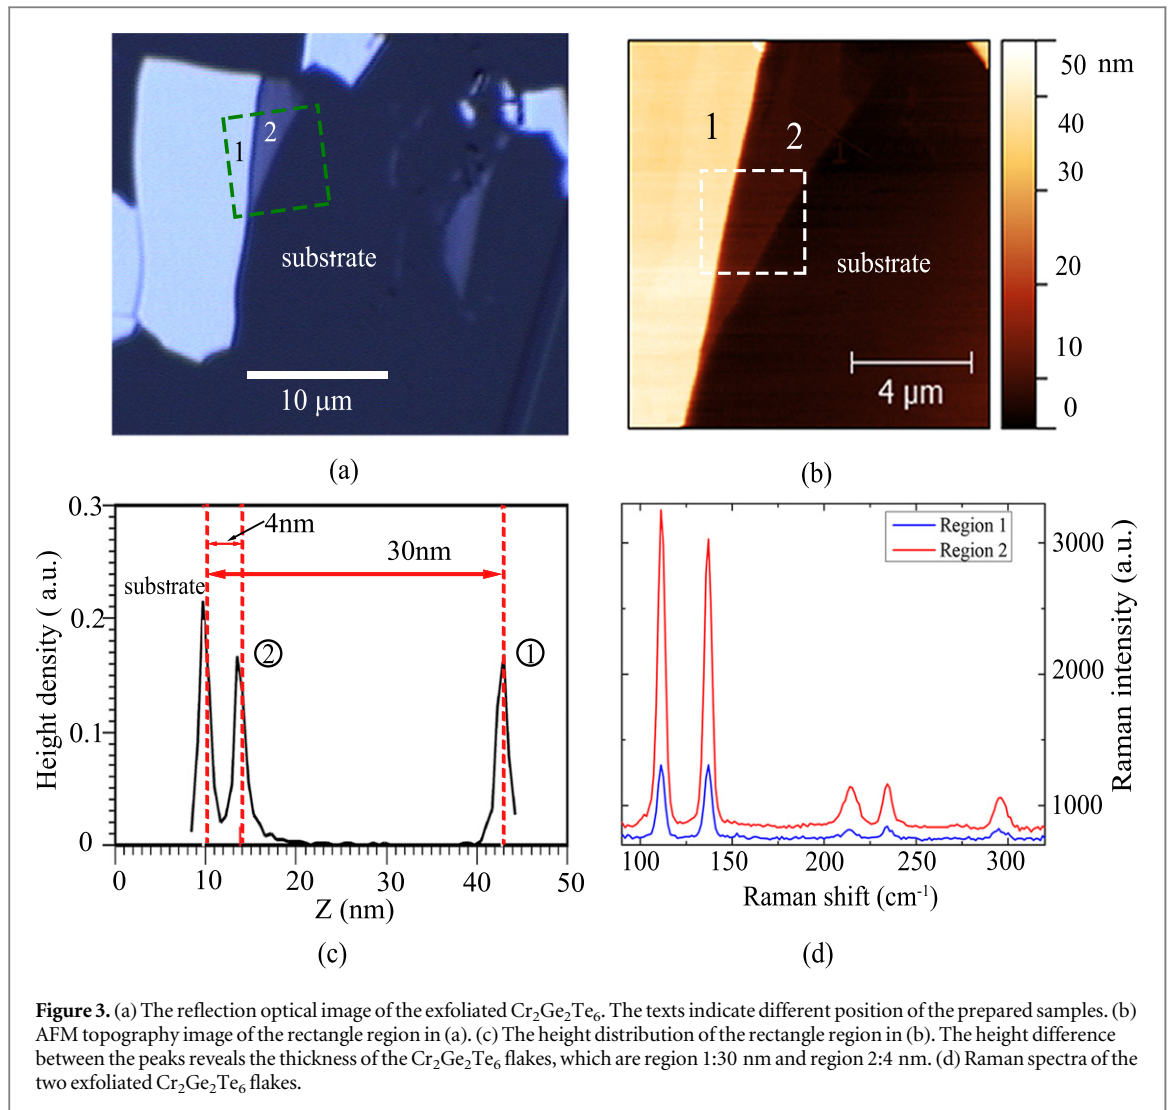 1
2
substrate
10 μm
(a)
1
2
substrate
4 μm
50 nm
40
30
20
10
0
(b)
0.3
0.2
0.1
0
Height density ( a.u.)
substrate
4nm
30nm
②
①
0 10 20 30 40 50
Z (nm)
(c)
Region 1
Region 2
3000
2000
1000
Raman intensity (a.u.)
100 150 200 250 300
Raman shift (cm⁻¹)
(d)
Figure 3. (a) The reflection optical image of the exfoliated Cr₂Ge₂Te₆. The texts indicate different position of the prepared samples. (b)
AFM topography image of the rectangle region in (a). (c) The height distribution of the rectangle region in (b). The height difference
between the peaks reveals the thickness of the Cr₂Ge₂Te₆ flakes, which are region 1:30 nm and region 2:4 nm. (d) Raman spectra of the
two exfoliated Cr₂Ge₂Te₆ flakes.